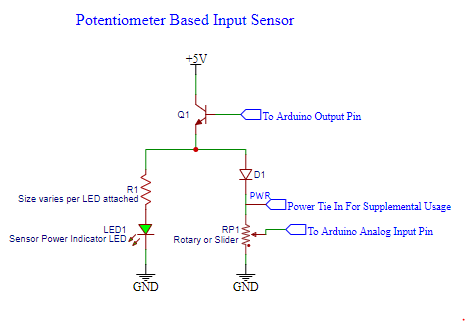 Potentiometer Based Input Sensor
+5V
Q1
To Arduino Output Pin
D1
R1
Size varies per LED attached
PWR
Power Tie In For Supplemental Usage
LED1
Sensor Power Indicator LED
RP1
Rotary or Slider
To Arduino Analog Input Pin
GND
GND